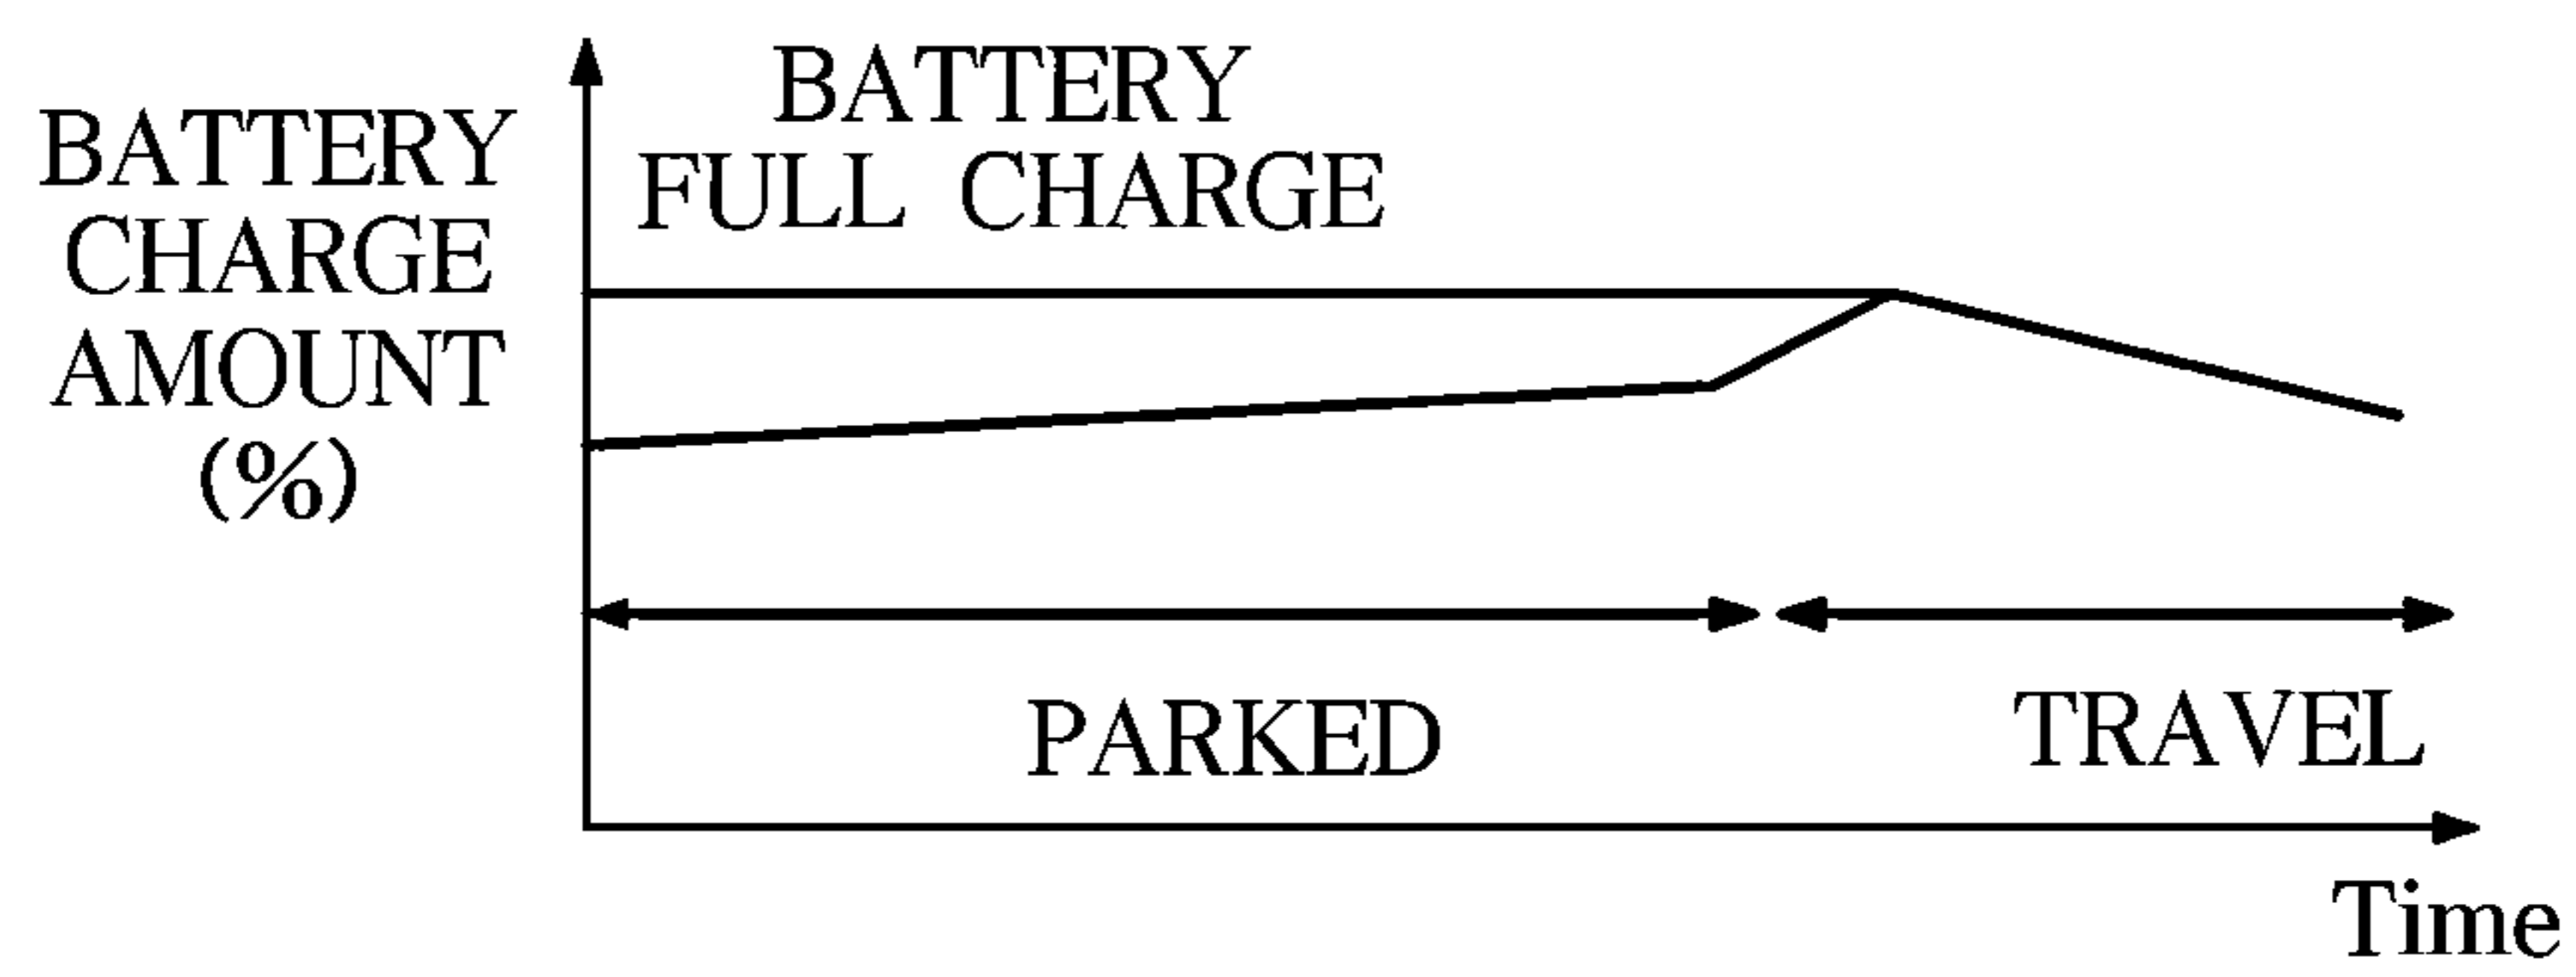 BATTERY
CHARGE
AMOUNT
(%)
BATTERY
FULL CHARGE
PARKED
TRAVEL
Time